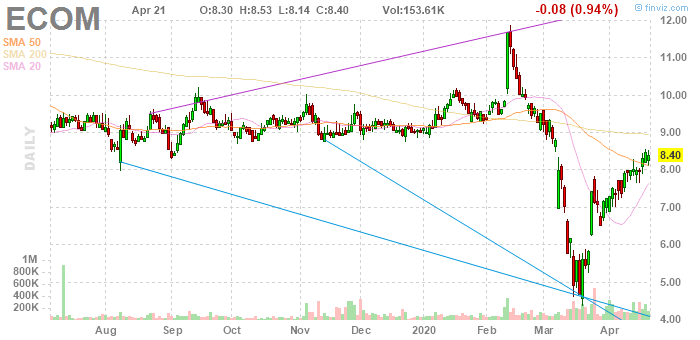 ECOM Apr 21 O:8.30 H:8.53 L:8.14 C:8.40 Vol:153.61K -0.08 (0.94%)
© finviz.com
SMA 50
SMA 200
SMA 20
DAILY
12.00
11.00
10.00
9.00
8.40
8.00
7.00
6.00
5.00
4.00
1M
800K
600K
400K
200K
Aug Sep Oct Nov Dec 2020 Feb Mar Apr